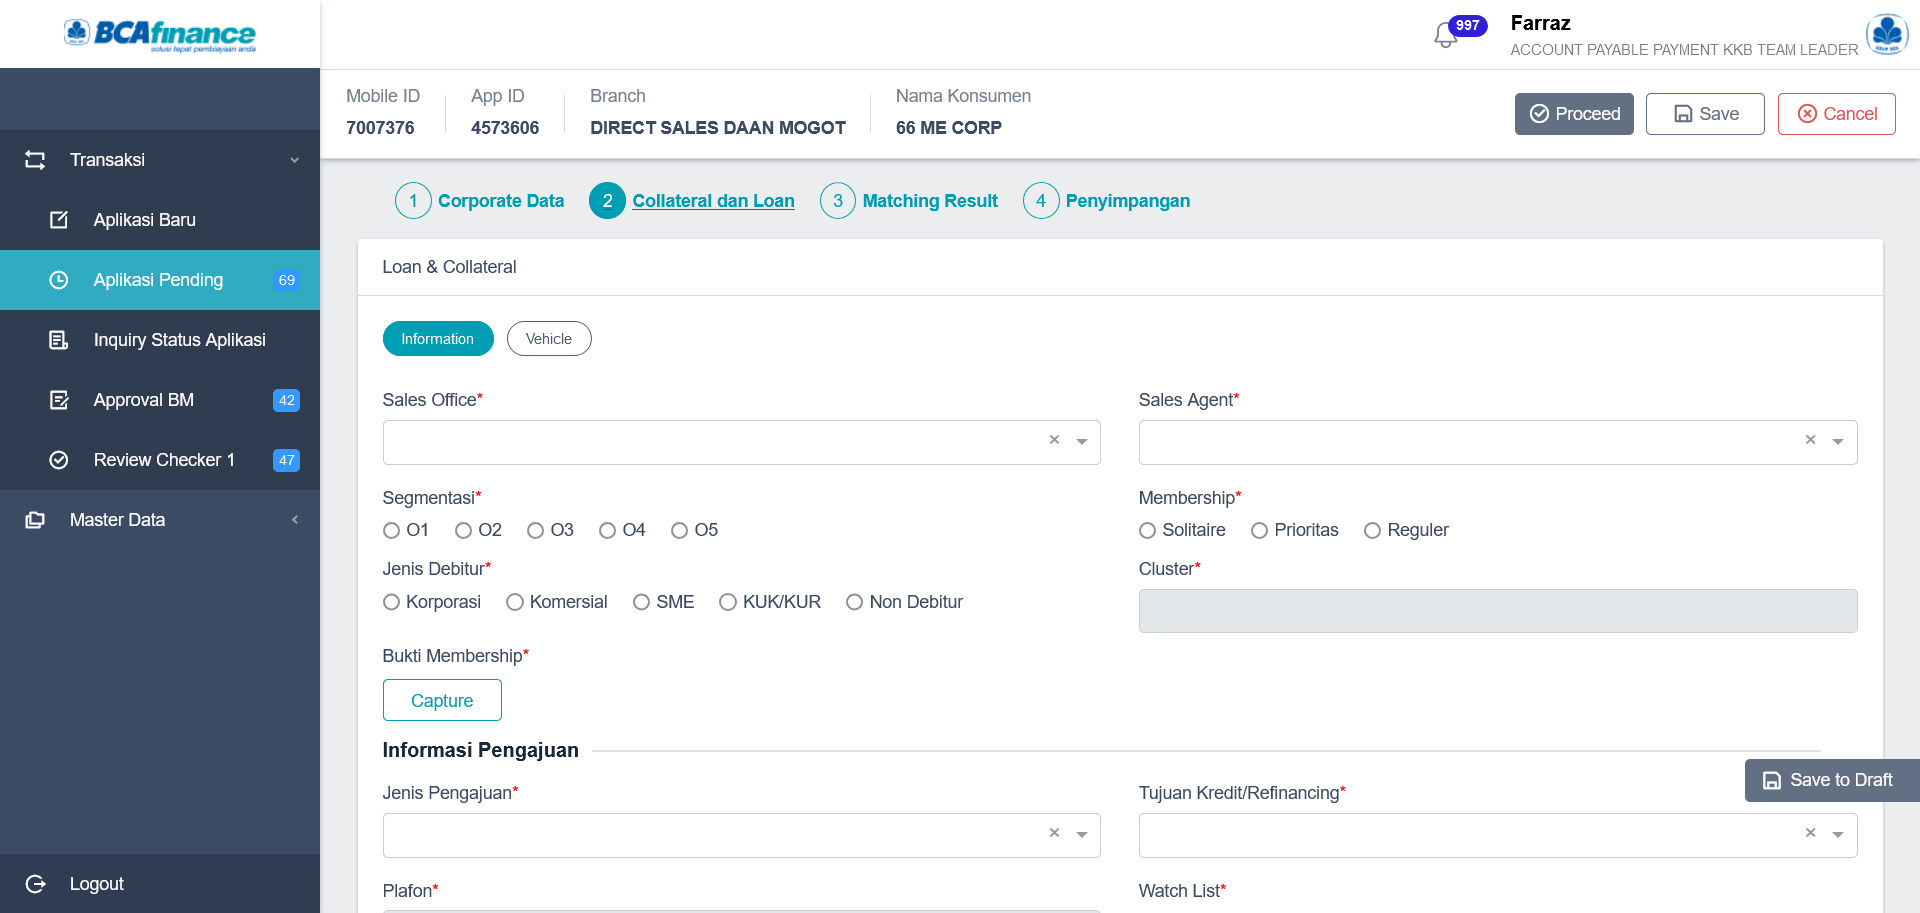 BCAfinance
solusi tepat pembiayaan anda
997
Farraz
ACCOUNT PAYABLE PAYMENT KKB TEAM LEADER
Mobile ID
7007376
App ID
4573606
Branch
DIRECT SALES DAAN MOGOT
Nama Konsumen
66 ME CORP
Proceed
Save
Cancel
Transaksi
Aplikasi Baru
Aplikasi Pending 69
Inquiry Status Aplikasi
Approval BM 42
Review Checker 1 47
Master Data
Logout
1 Corporate Data
2 Collateral dan Loan
3 Matching Result
4 Penyimpangan
Loan & Collateral
Information
Vehicle
Sales Office*
Sales Agent*
Segmentasi*
O1 O2 O3 O4 O5
Membership*
Solitaire Prioritas Reguler
Jenis Debitur*
Korporasi Komersial SME KUK/KUR Non Debitur
Cluster*
Bukti Membership*
Capture
Informasi Pengajuan
Save to Draft
Jenis Pengajuan*
Tujuan Kredit/Refinancing*
Plafon*
Watch List*